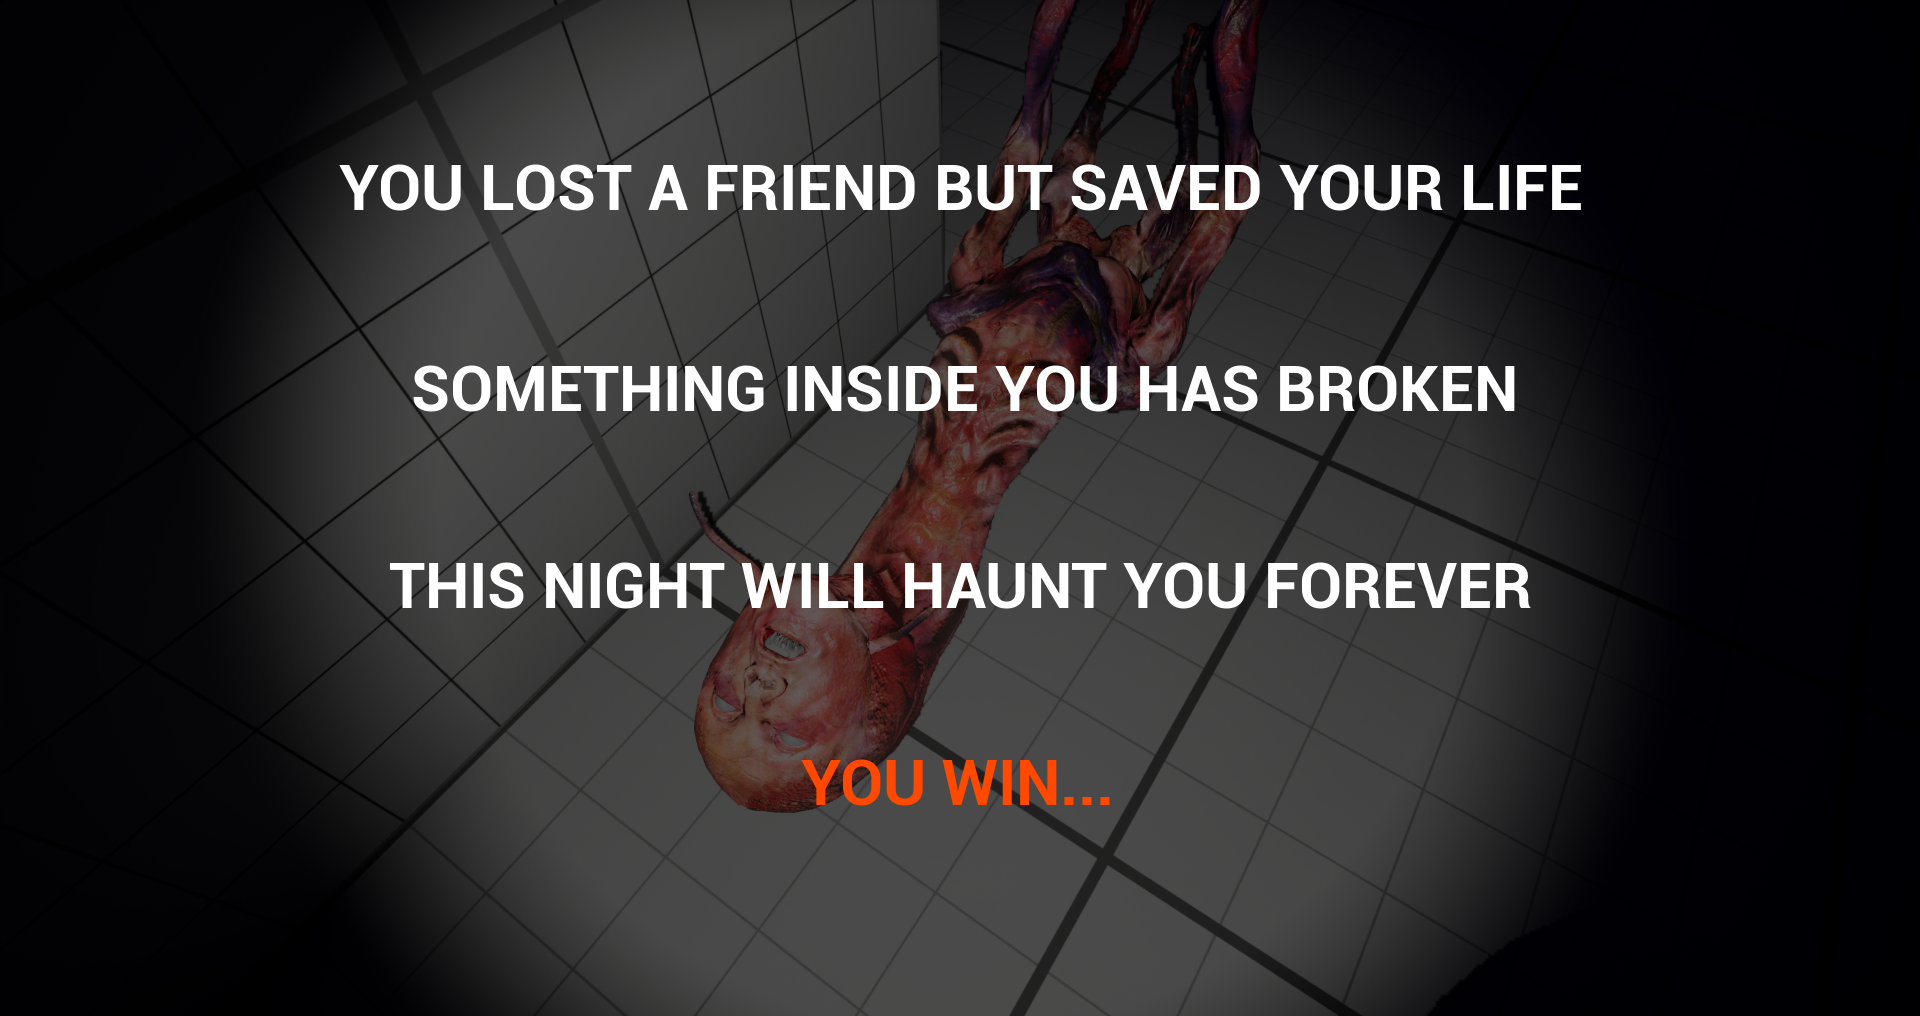 YOU LOST A FRIEND BUT SAVED YOUR LIFE
SOMETHING INSIDE YOU HAS BROKEN
THIS NIGHT WILL HAUNT YOU FOREVER
YOU WIN...